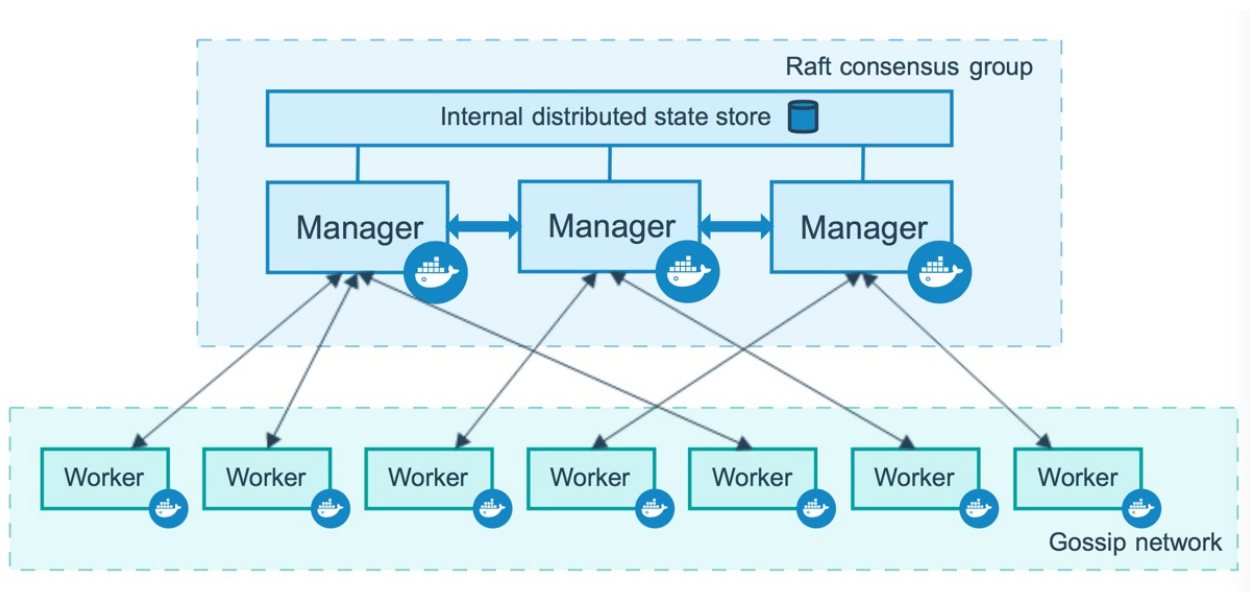 Raft consensus group
Internal distributed state store
Manager
Manager
Manager
Worker
Worker
Worker
Worker
Worker
Worker
Worker
Gossip network